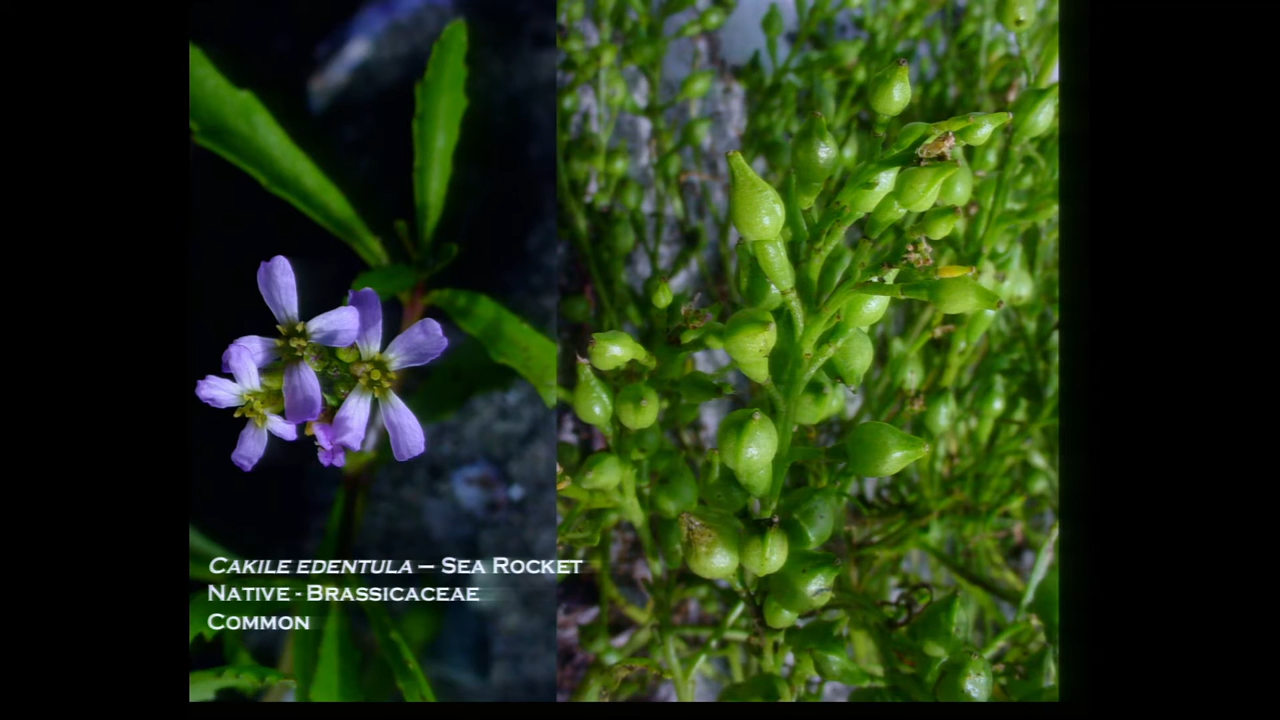 Cakile edentula – Sea Rocket
Native - Brassicaceae
Common